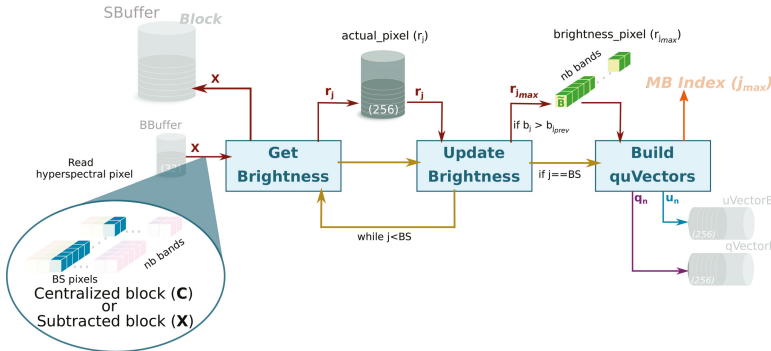 SBuffer
Block
actual_pixel (rj)
brightness_pixel (rjmax)
nb bands
B̃
MB Index (jmax)
X
rj
(256)
rj
rjmax
if bj > bjprev
BBuffer
X
Read
hyperspectral pixel
Get
Brightness
Update
Brightness
if j==BS
Build
quVectors
while j<BS
qn
un
uVectorB
(256)
(256)
BS pixels
nb bands
Centralized block (C)
or
Subtracted block (X)